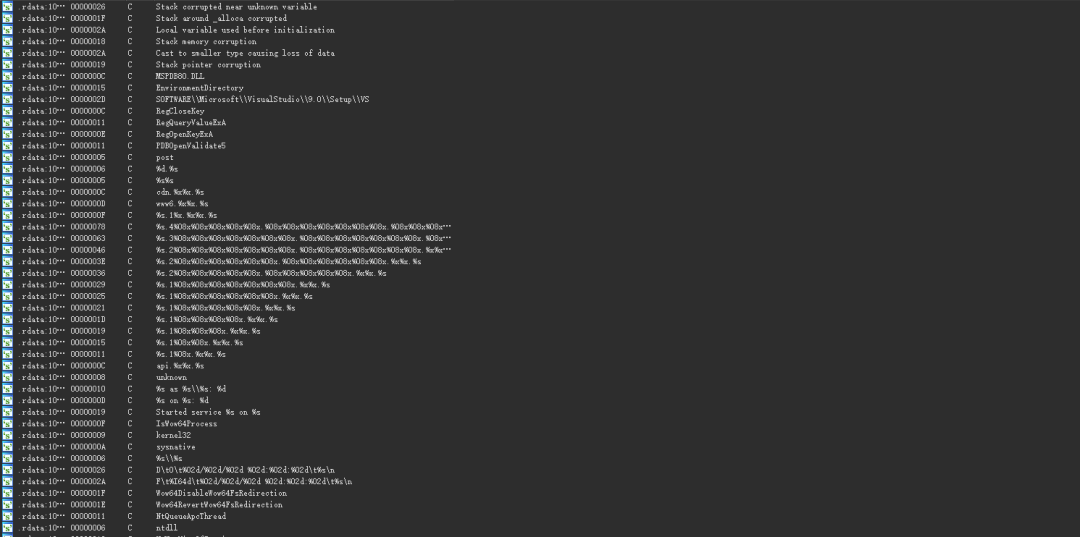 .rdata:10… 00000026 C Stack corrupted near unknown variable
.rdata:10… 0000001F C Stack around _alloca corrupted
.rdata:10… 0000002A C Local variable used before initialization
.rdata:10… 00000018 C Stack memory corruption
.rdata:10… 0000002A C Cast to smaller type causing loss of data
.rdata:10… 00000019 C Stack pointer corruption
.rdata:10… 0000000C C MSPDB80.DLL
.rdata:10… 00000015 C EnvironmentDirectory
.rdata:10… 0000002D C SOFTWARE\\Microsoft\\VisualStudio\\9.0\\Setup\\VS
.rdata:10… 0000000C C RegCloseKey
.rdata:10… 00000011 C RegQueryValueExA
.rdata:10… 0000000E C RegOpenKeyExA
.rdata:10… 00000011 C PDBOpenValidate5
.rdata:10… 00000005 C post
.rdata:10… 00000006 C %d.%s
.rdata:10… 00000005 C %s%s
.rdata:10… 0000000C C cdn.%x%x.%s
.rdata:10… 0000000D C www6.%x%x.%s
.rdata:10… 0000000F C %s.1%x.%x%x.%s
.rdata:10… 00000078 C %s.4%08x%08x%08x%08x%08x.%08x%08x%08x%08x%08x%08x%08x.%08x%08x%08x…
.rdata:10… 00000063 C %s.3%08x%08x%08x%08x%08x%08x%08x.%08x%08x%08x%08x%08x%08x%08x.%08x…
.rdata:10… 00000046 C %s.2%08x%08x%08x%08x%08x%08x%08x.%08x%08x%08x%08x%08x%08x%08x.%x%x…
.rdata:10… 0000003E C %s.2%08x%08x%08x%08x%08x%08x.%08x%08x%08x%08x%08x%08x.%x%x.%s
.rdata:10… 00000036 C %s.2%08x%08x%08x%08x%08x.%08x%08x%08x%08x%08x.%x%x.%s
.rdata:10… 00000029 C %s.1%08x%08x%08x%08x%08x%08x%08x.%x%x.%s
.rdata:10… 00000025 C %s.1%08x%08x%08x%08x%08x%08x.%x%x.%s
.rdata:10… 00000021 C %s.1%08x%08x%08x%08x%08x.%x%x.%s
.rdata:10… 0000001D C %s.1%08x%08x%08x%08x.%x%x.%s
.rdata:10… 00000019 C %s.1%08x%08x%08x.%x%x.%s
.rdata:10… 00000015 C %s.1%08x%08x.%x%x.%s
.rdata:10… 00000011 C %s.1%08x.%x%x.%s
.rdata:10… 0000000C C api.%x%x.%s
.rdata:10… 00000008 C unknown
.rdata:10… 00000010 C %s as %s\\%s: %d
.rdata:10… 0000000D C %s on %s: %d
.rdata:10… 00000019 C Started service %s on %s
.rdata:10… 0000000F C IsWow64Process
.rdata:10… 00000009 C kernel32
.rdata:10… 0000000A C sysnative
.rdata:10… 00000006 C %s\\%s
.rdata:10… 00000026 C D\t0\t%02d/%02d/%02d %02d:%02d:%02d\t%s\n
.rdata:10… 0000002A C F\t%I64d\t%02d/%02d/%02d %02d:%02d:%02d\t%s\n
.rdata:10… 0000001F C Wow64DisableWow64FsRedirection
.rdata:10… 0000001E C Wow64RevertWow64FsRedirection
.rdata:10… 00000011 C NtQueueApcThread
.rdata:10… 00000006 C ntdll